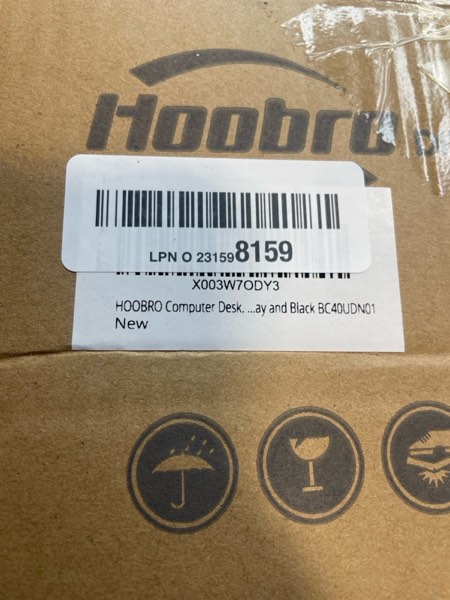 Hoobro
LPN O 231598159
X003W7ODY3
HOOBRO Computer Desk, ...ay and Black BC40UDN01
New